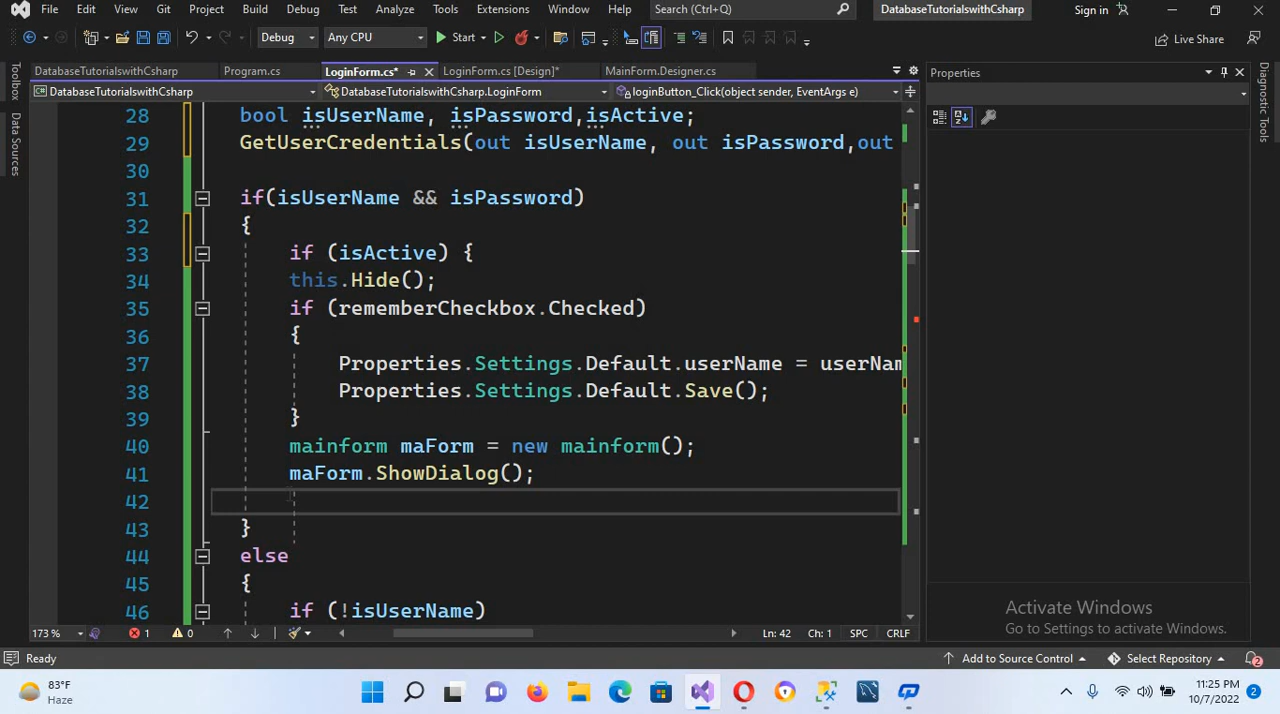 File Edit View Git Project Build Debug Test Analyze Tools Extensions Window Help Search (Ctrl+Q) DatabaseTutorialswithCsharp Sign in
Debug Any CPU Start Live Share
DatabaseTutorialswithCsharp Program.cs LoginForm.cs* LoginForm.cs [Design]* MainForm.Designer.cs Properties
DatabaseTutorialswithCsharp DatabaseTutorialswithCsharp.LoginForm loginButton_Click(object sender, EventArgs e)
Toolbox
Data Sources
Diagnostic Tools
28 bool isUserName, isPassword,isActive;
29 GetUserCredentials(out isUserName, out isPassword,out
30
31 if(isUserName && isPassword)
32 {
33 if (isActive) {
34 this.Hide();
35 if (rememberCheckbox.Checked)
36 {
37 Properties.Settings.Default.userName = userNam
38 Properties.Settings.Default.Save();
39 }
40 mainform maForm = new mainform();
41 maForm.ShowDialog();
42
43 }
44 else
45 {
46 if (!isUserName)
Activate Windows
Go to Settings to activate Windows.
173 % 1 0 Ln: 42 Ch: 1 SPC CRLF
Ready Add to Source Control Select Repository 2
83°F
Haze
11:25 PM
10/7/2022
2